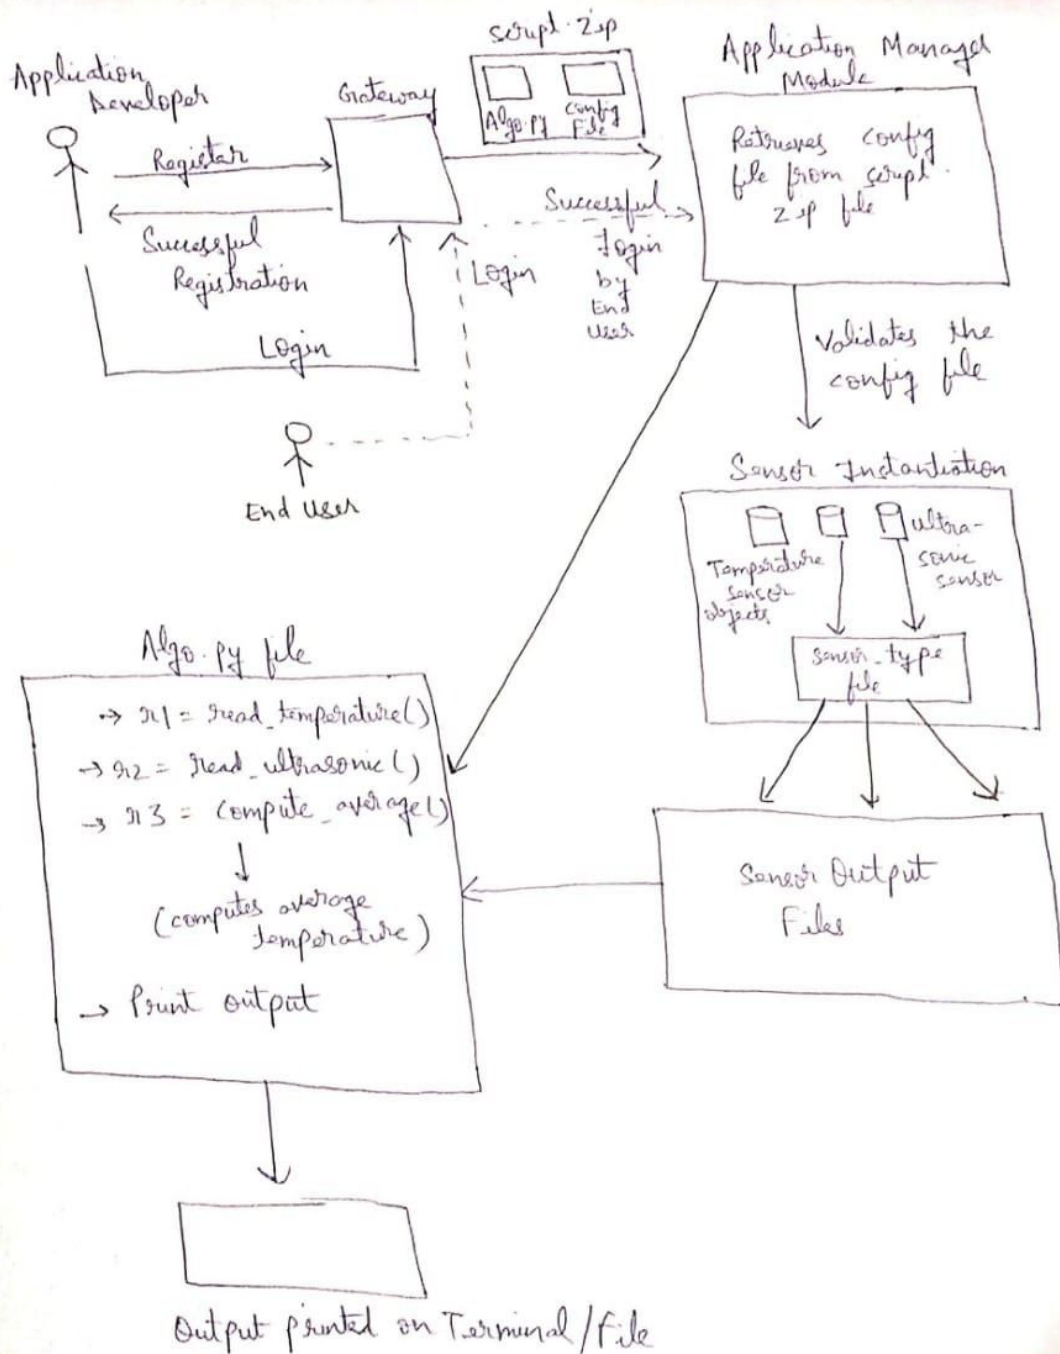 script.zip
Application Manager
Module
Application
Developer
Gateway
Algo.py
config
File
Register
Retrieves config
file from script.
zip file
Successful
Registration
Successful
Login
by
End
User
Login
Login
Validates the
config file
End User
Sensor Instantiation
Temperature
sensor
objects
ultra-
sonic
sensor
sensor_type
file
Algo.py file
→ r1 = read_temperature()
→ r2 = read_ultrasonic()
→ r3 = compute_average()
(computes average
temperature)
→ Print output
Sensor Output
Files
Output printed on Terminal/File